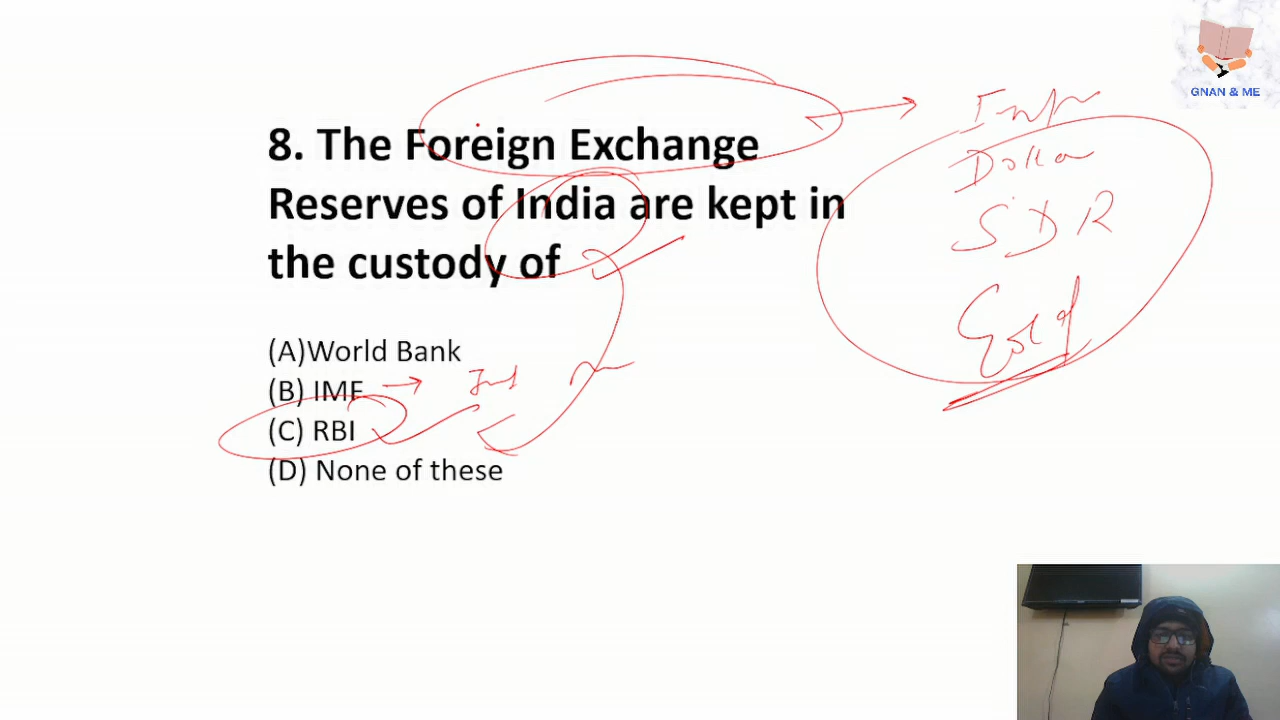 GNAN & ME
8. The Foreign Exchange
Reserves of India are kept in
the custody of
Dollar
SDR
Gold
(A)World Bank
(B) IMF
(C) RBI
(D) None of these